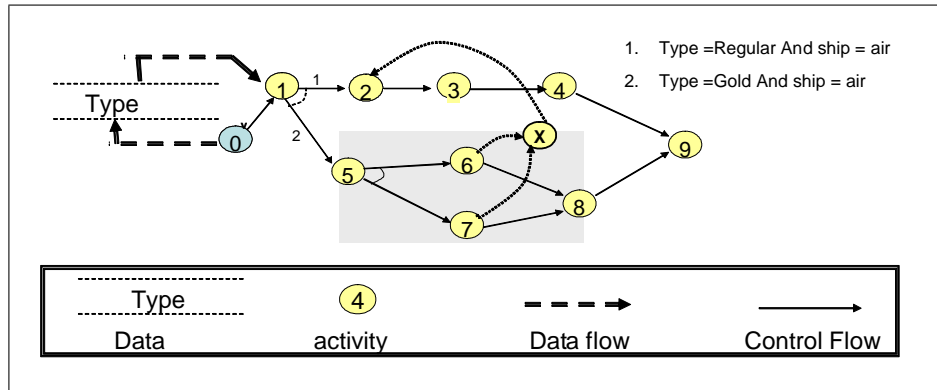 1. Type =Regular And ship = air
2. Type =Gold And ship = air
Type
0
1
1
2
2
3
4
X
5
6
7
8
9
Type
4
Data
activity
Data flow
Control Flow